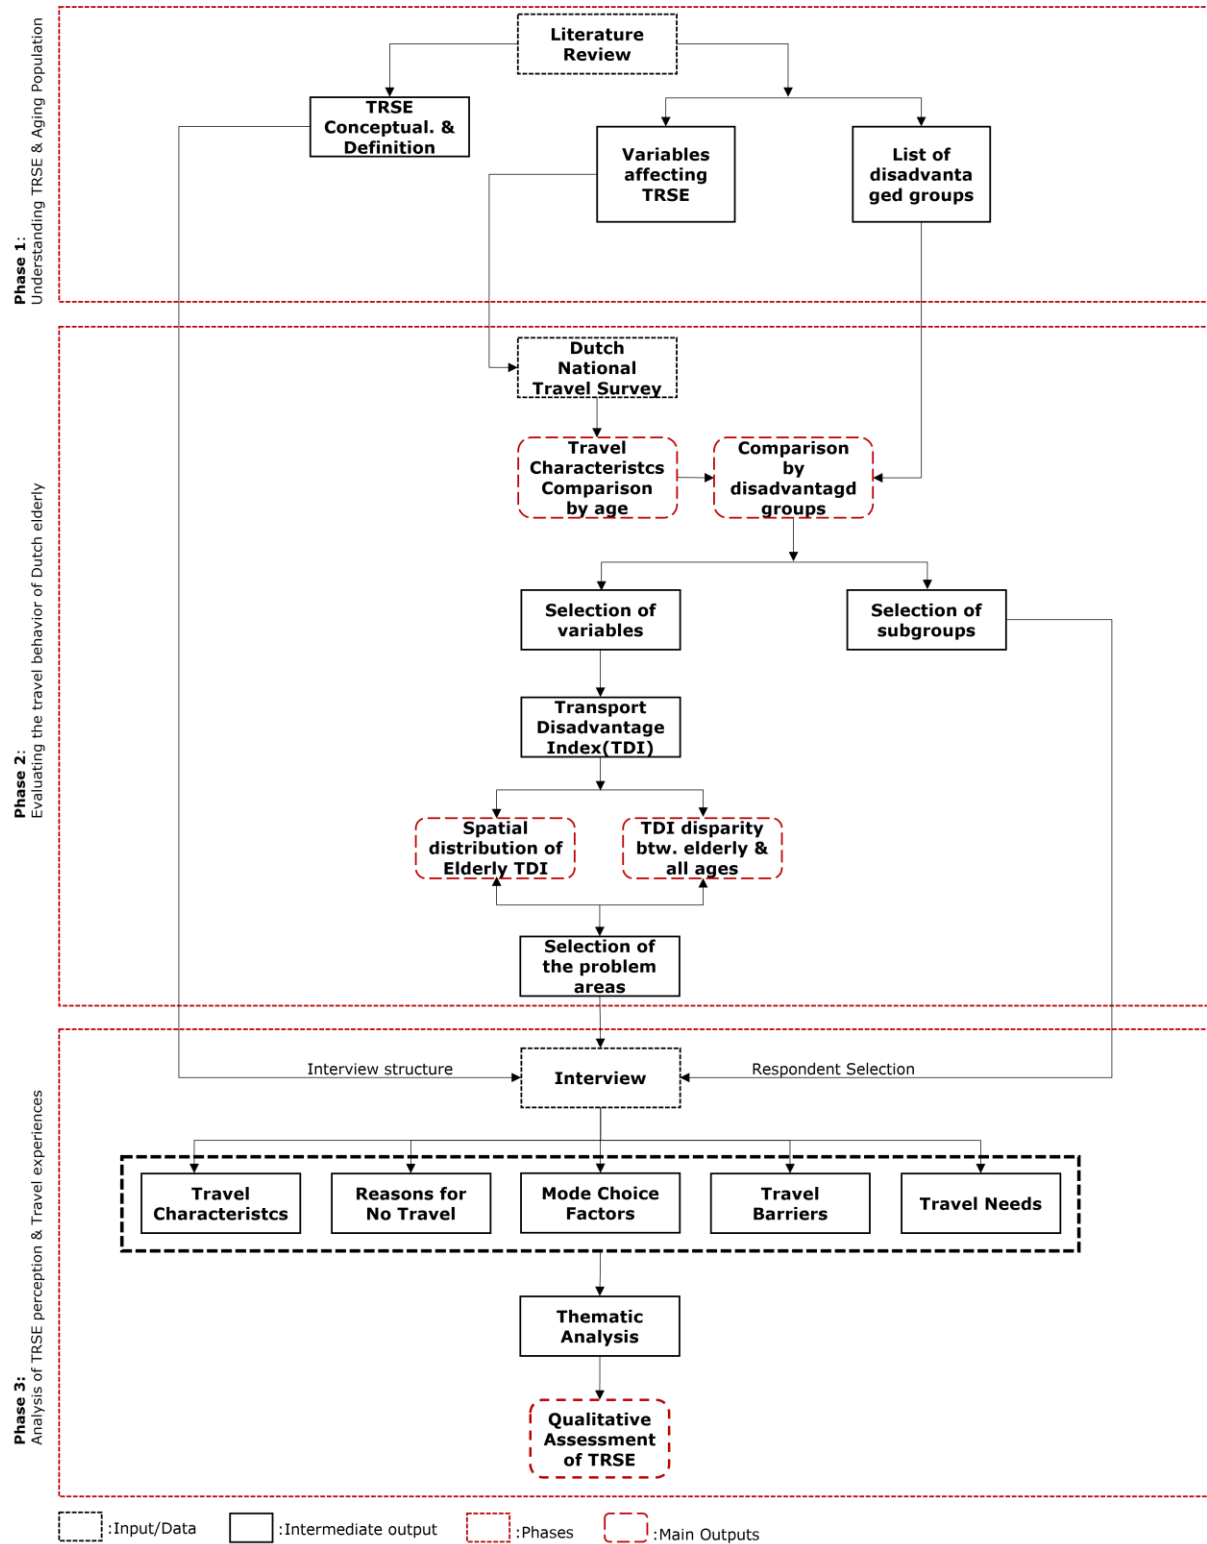 Phase 1:
Understanding TRSE & Aging Population
Literature
Review
TRSE
Conceptual. &
Definition
Variables
affecting
TRSE
List of
disadvanta
ged groups
Phase 2:
Evaluating the travel behavior of Dutch elderly
Dutch
National
Travel Survey
Travel
Characteristcs
Comparison
by age
Comparison
by
disadvantagd
groups
Selection of
variables
Selection of
subgroups
Transport
Disadvantage
Index(TDI)
Spatial
distribution of
Elderly TDI
TDI disparity
btw. elderly &
all ages
Selection of
the problem
areas
Phase 3:
Analysis of TRSE perception & Travel experiences
Interview structure
Interview
Respondent Selection
Travel
Characteristcs
Reasons for
No Travel
Mode Choice
Factors
Travel
Barriers
Travel Needs
Thematic
Analysis
Qualitative
Assessment
of TRSE
:Input/Data
:Intermediate output
:Phases
:Main Outputs